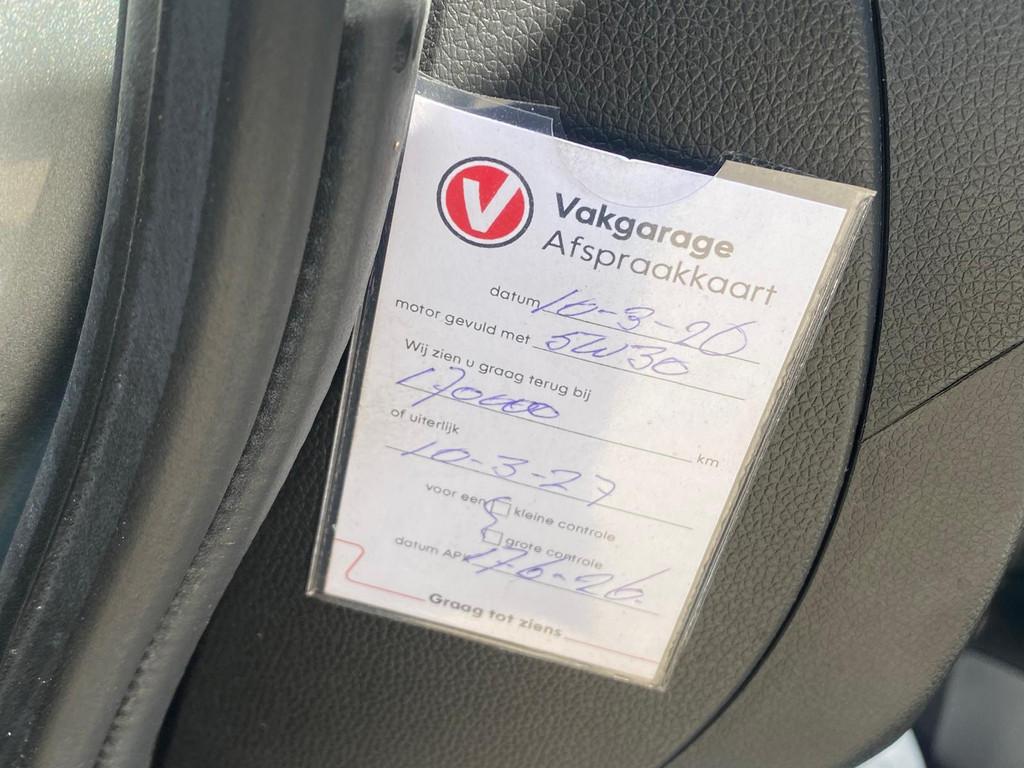 V
Vakgarage
Afspraakkaart
datum 10-3-26
motor gevuld met 5W30
Wij zien u graag terug bij
170000 km
of uiterlijk
10-3-27
voor een kleine controle
grote controle
datum APK 17-6-26.
Graag tot ziens